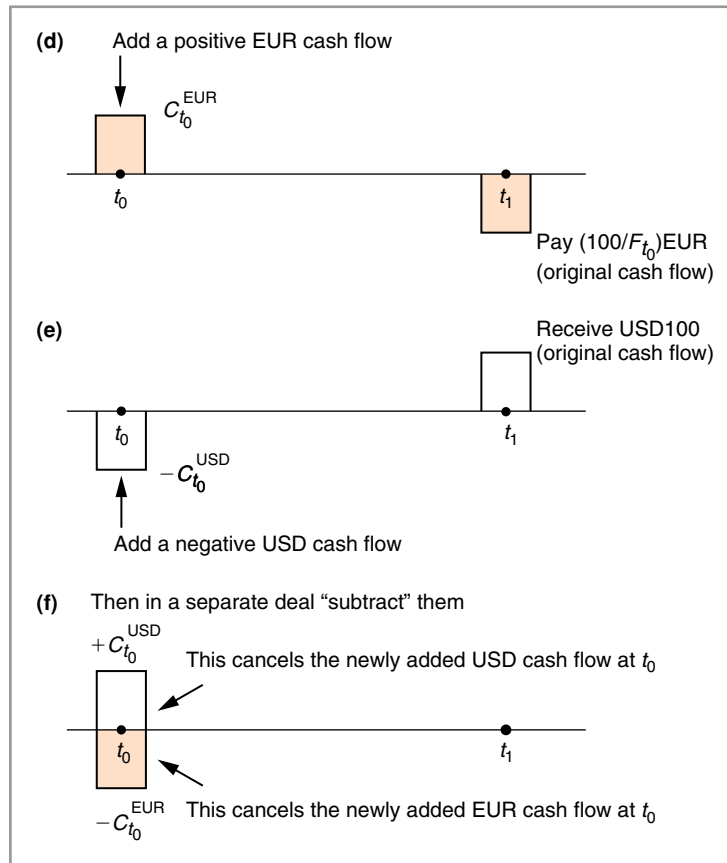 (d) Add a positive EUR cash flow
C_{t_0}^{EUR}
t_0 t_1
Pay (100/F_{t_0})EUR
(original cash flow)
(e) Receive USD100
(original cash flow)
t_0 t_1
−C_{t_0}^{USD}
Add a negative USD cash flow
(f) Then in a separate deal “subtract” them
+C_{t_0}^{USD}
This cancels the newly added USD cash flow at t_0
t_0 t_1
−C_{t_0}^{EUR}
This cancels the newly added EUR cash flow at t_0